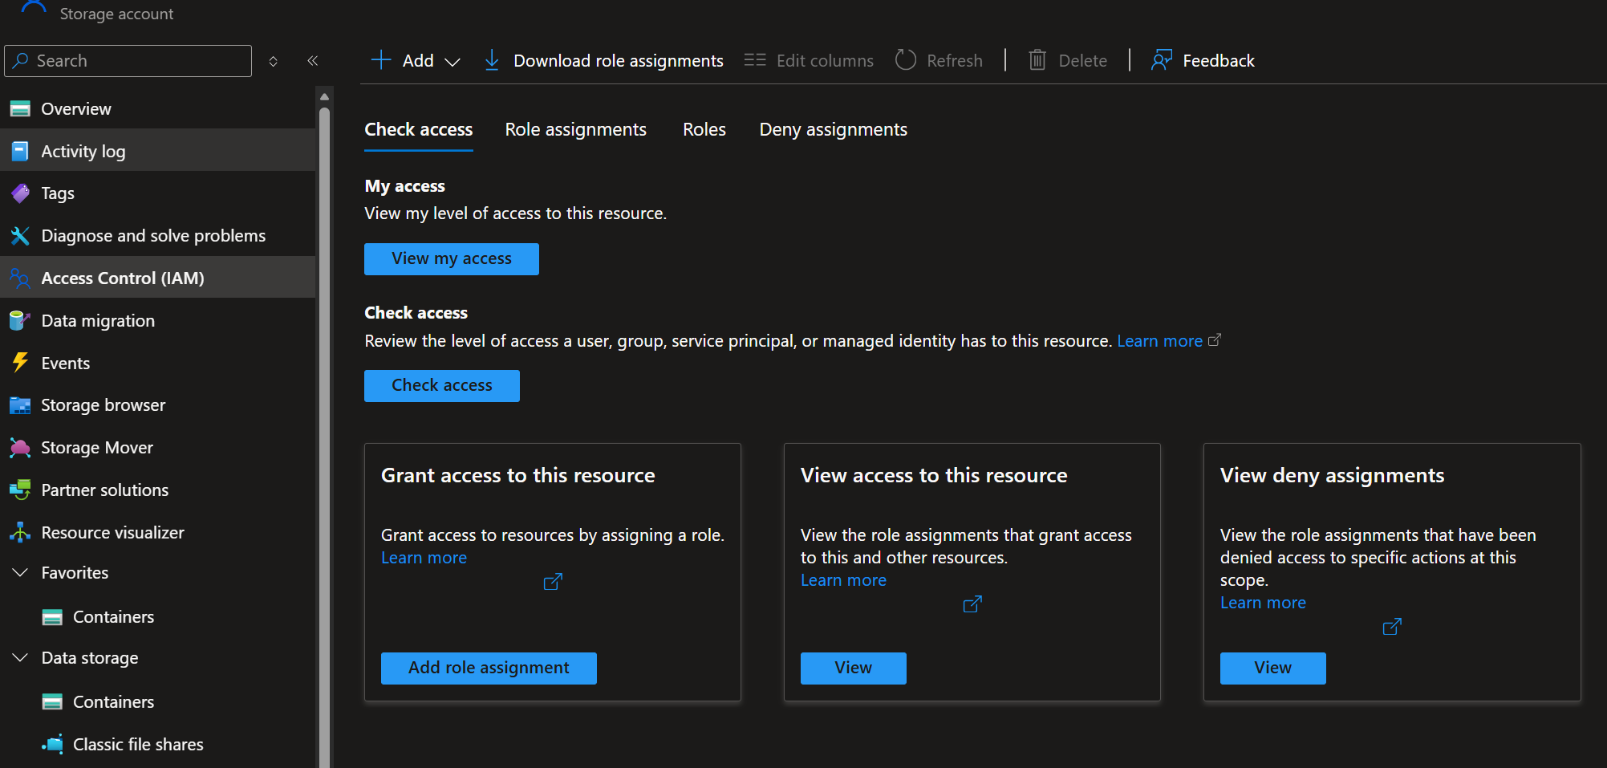 Storage account
Search
Add
Download role assignments
Edit columns
Refresh
Delete
Feedback
Overview
Activity log
Tags
Diagnose and solve problems
Access Control (IAM)
Data migration
Events
Storage browser
Storage Mover
Partner solutions
Resource visualizer
Favorites
Containers
Data storage
Containers
Classic file shares
Check access
Role assignments
Roles
Deny assignments
My access
View my level of access to this resource.
View my access
Check access
Review the level of access a user, group, service principal, or managed identity has to this resource. Learn more
Check access
Grant access to this resource
Grant access to resources by assigning a role.
Learn more
Add role assignment
View access to this resource
View the role assignments that grant access
to this and other resources.
Learn more
View
View deny assignments
View the role assignments that have been
denied access to specific actions at this
scope.
Learn more
View